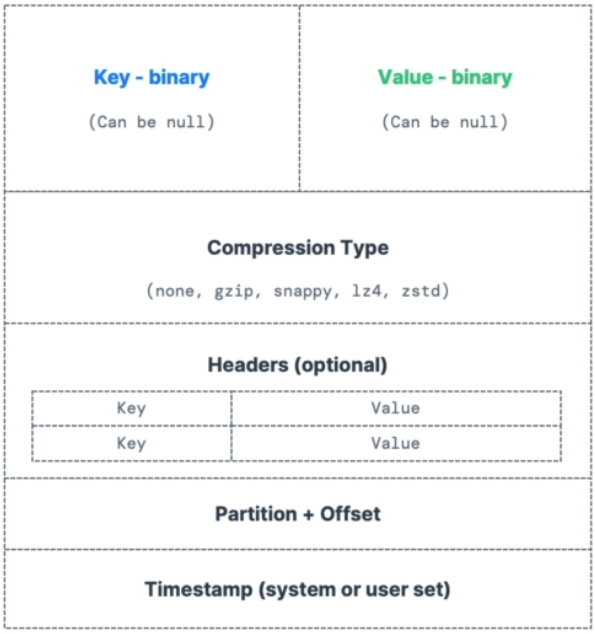 Key - binary
Value - binary
(Can be null)
(Can be null)
Compression Type
(none, gzip, snappy, lz4, zstd)
Headers (optional)
Key
Value
Key
Value
Partition + Offset
Timestamp (system or user set)